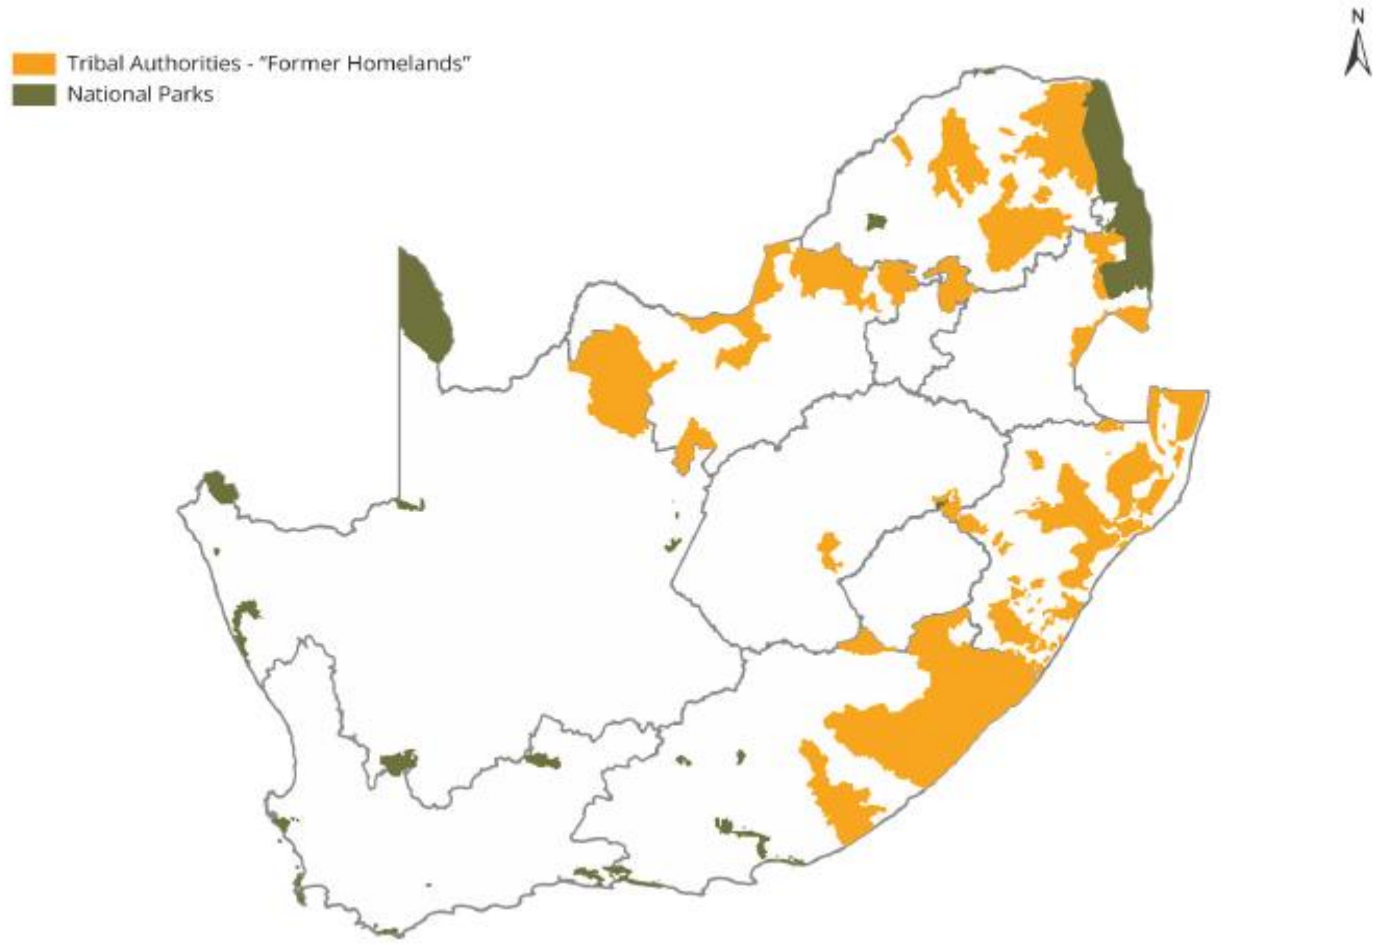 N
Tribal Authorities - “Former Homelands”
National Parks